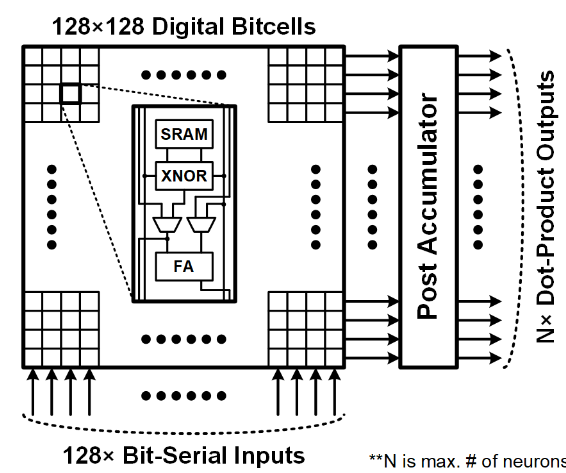 128×128 Digital Bitcells
SRAM
XNOR
FA
Post Accumulator
N× Dot-Product Outputs
128× Bit-Serial Inputs
**N is max. # of neurons